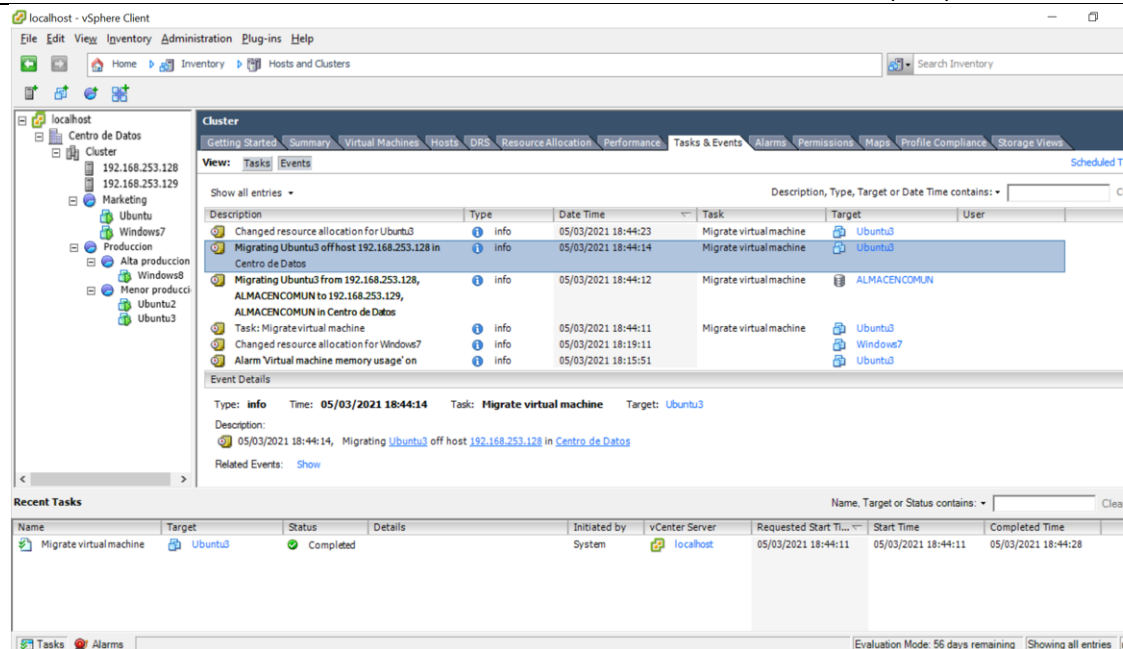 localhost - vSphere Client
File Edit View Inventory Administration Plug-ins Help
Home Inventory Hosts and Clusters
Search Inventory
localhost
Centro de Datos
Cluster
192.168.253.128
192.168.253.129
Marketing
Ubuntu
Windows7
Produccion
Alta produccion
Windows8
Menor producci
Ubuntu2
Ubuntu3
Cluster
Getting Started Summary Virtual Machines Hosts DRS Resource Allocation Performance Tasks & Events Alarms Permissions Maps Profile Compliance Storage Views
View: Tasks Events
Scheduled T
Show all entries
Description, Type, Target or Date Time contains:
C
Description Type Date Time Task Target User
Changed resource allocation for Ubuntu3 info 05/03/2021 18:44:23 Migrate virtual machine Ubuntu3
Migrating Ubuntu3 off host 192.168.253.128 in info 05/03/2021 18:44:14 Migrate virtual machine Ubuntu3
Centro de Datos
Migrating Ubuntu3 from 192.168.253.128, info 05/03/2021 18:44:12 Migrate virtual machine ALMACENCOMUN
ALMACENCOMUN to 192.168.253.129,
ALMACENCOMUN in Centro de Datos
Task: Migrate virtual machine info 05/03/2021 18:44:11 Migrate virtual machine Ubuntu3
Changed resource allocation for Windows7 info 05/03/2021 18:19:11 Windows7
Alarm 'Virtual machine memory usage' on info 05/03/2021 18:15:51 Ubuntu3
Event Details
Type: info Time: 05/03/2021 18:44:14 Task: Migrate virtual machine Target: Ubuntu3
Description:
05/03/2021 18:44:14, Migrating Ubuntu3 off host 192.168.253.128 in Centro de Datos
Related Events: Show
Recent Tasks
Name, Target or Status contains:
Clea
Name Target Status Details Initiated by vCenter Server Requested Start Ti... Start Time Completed Time
Migrate virtual machine Ubuntu3 Completed System localhost 05/03/2021 18:44:11 05/03/2021 18:44:11 05/03/2021 18:44:28
Tasks Alarms
Evaluation Mode: 56 days remaining Showing all entries